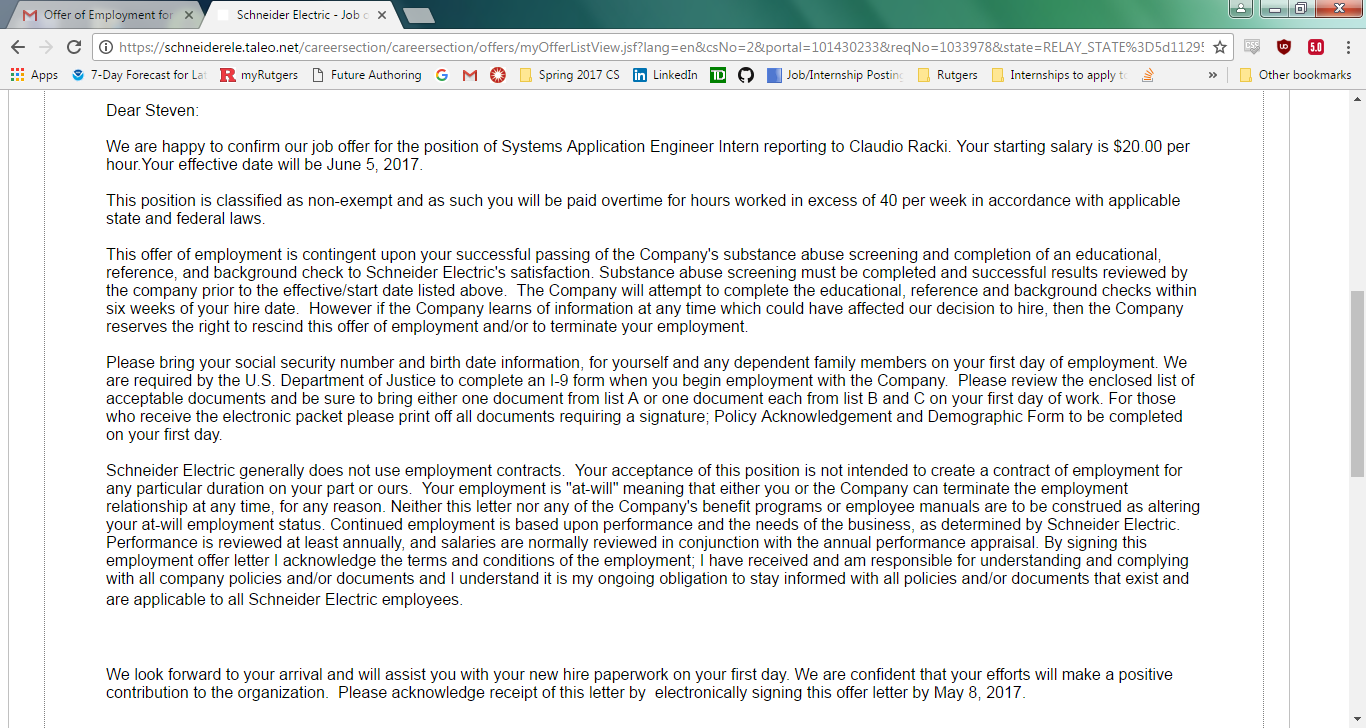 Offer of Employment for
Schneider Electric - Job
https://schneiderele.taleo.net/careersection/careersection/offers/myOfferListView.jsf?lang=en&csNo=2&portal=101430233&reqNo=1033978&state=RELAY_STATE%3D5d1129
5.0
Apps 7-Day Forecast for Lat myRutgers Future Authoring Spring 2017 CS LinkedIn Job/Internship Posting Rutgers Internships to apply to » Other bookmarks
Dear Steven:
We are happy to confirm our job offer for the position of Systems Application Engineer Intern reporting to Claudio Racki. Your starting salary is $20.00 per
hour.Your effective date will be June 5, 2017.
This position is classified as non-exempt and as such you will be paid overtime for hours worked in excess of 40 per week in accordance with applicable
state and federal laws.
This offer of employment is contingent upon your successful passing of the Company's substance abuse screening and completion of an educational,
reference, and background check to Schneider Electric's satisfaction. Substance abuse screening must be completed and successful results reviewed by
the company prior to the effective/start date listed above.  The Company will attempt to complete the educational, reference and background checks within
six weeks of your hire date.  However if the Company learns of information at any time which could have affected our decision to hire, then the Company
reserves the right to rescind this offer of employment and/or to terminate your employment.
Please bring your social security number and birth date information, for yourself and any dependent family members on your first day of employment. We
are required by the U.S. Department of Justice to complete an I-9 form when you begin employment with the Company.  Please review the enclosed list of
acceptable documents and be sure to bring either one document from list A or one document each from list B and C on your first day of work. For those
who receive the electronic packet please print off all documents requiring a signature; Policy Acknowledgement and Demographic Form to be completed
on your first day.
Schneider Electric generally does not use employment contracts.  Your acceptance of this position is not intended to create a contract of employment for
any particular duration on your part or ours.  Your employment is "at-will" meaning that either you or the Company can terminate the employment
relationship at any time, for any reason. Neither this letter nor any of the Company's benefit programs or employee manuals are to be construed as altering
your at-will employment status. Continued employment is based upon performance and the needs of the business, as determined by Schneider Electric.
Performance is reviewed at least annually, and salaries are normally reviewed in conjunction with the annual performance appraisal. By signing this
employment offer letter I acknowledge the terms and conditions of the employment; I have received and am responsible for understanding and complying
with all company policies and/or documents and I understand it is my ongoing obligation to stay informed with all policies and/or documents that exist and
are applicable to all Schneider Electric employees.
We look forward to your arrival and will assist you with your new hire paperwork on your first day. We are confident that your efforts will make a positive
contribution to the organization.  Please acknowledge receipt of this letter by  electronically signing this offer letter by May 8, 2017.